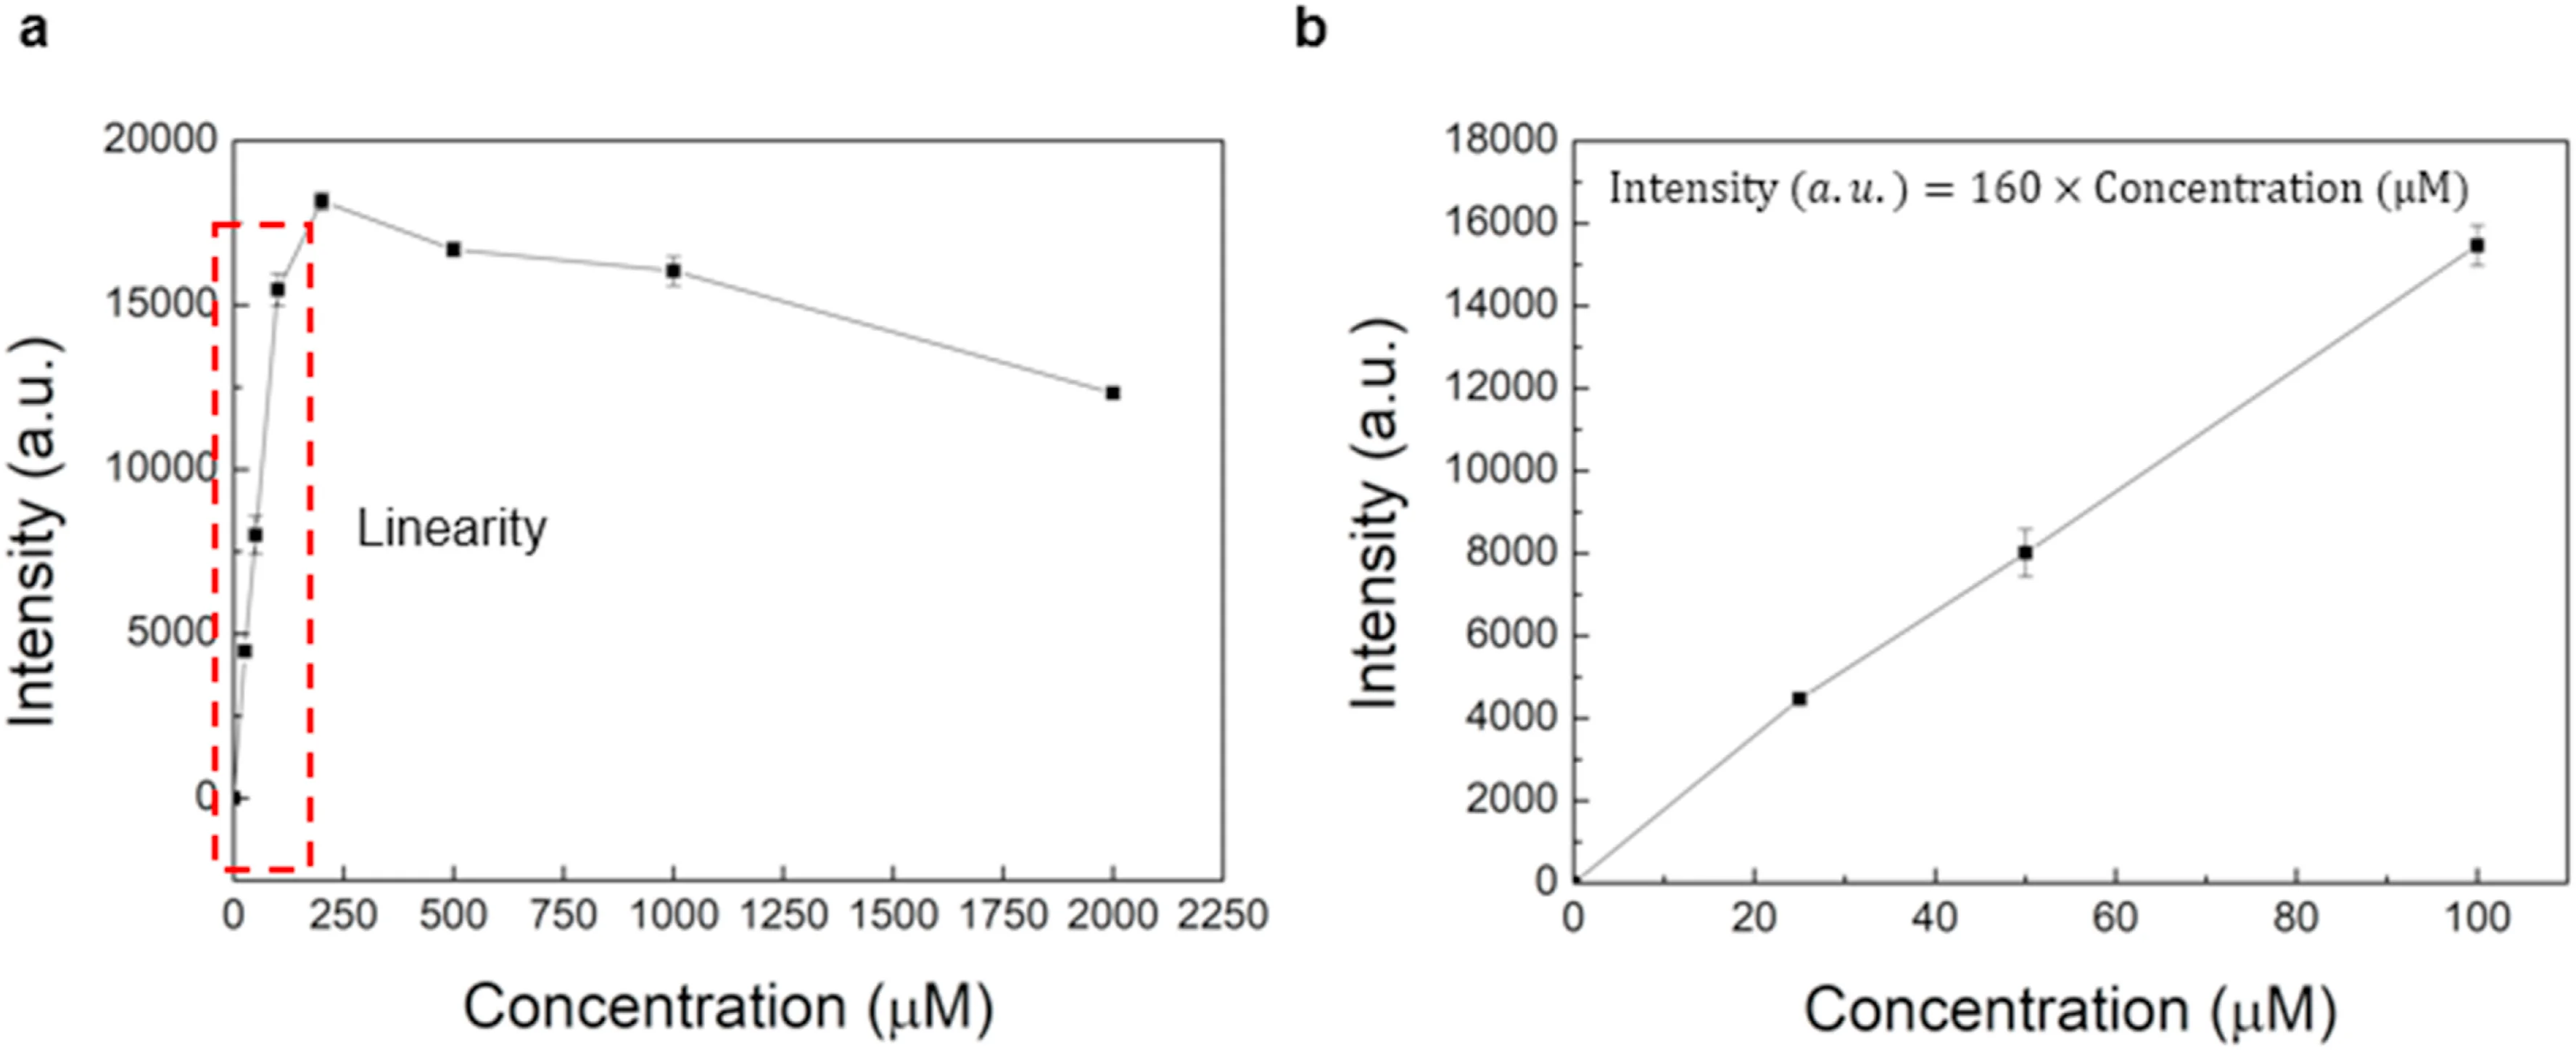 a
20000
15000
10000
5000
0
Intensity (a.u.)
Linearity
0 250 500 750 1000 1250 1500 1750 2000 2250
Concentration (μM)
b
18000
16000
14000
12000
10000
8000
6000
4000
2000
0
Intensity (a.u.)
Intensity (a.u.) = 160 × Concentration (μM)
0 20 40 60 80 100
Concentration (μM)